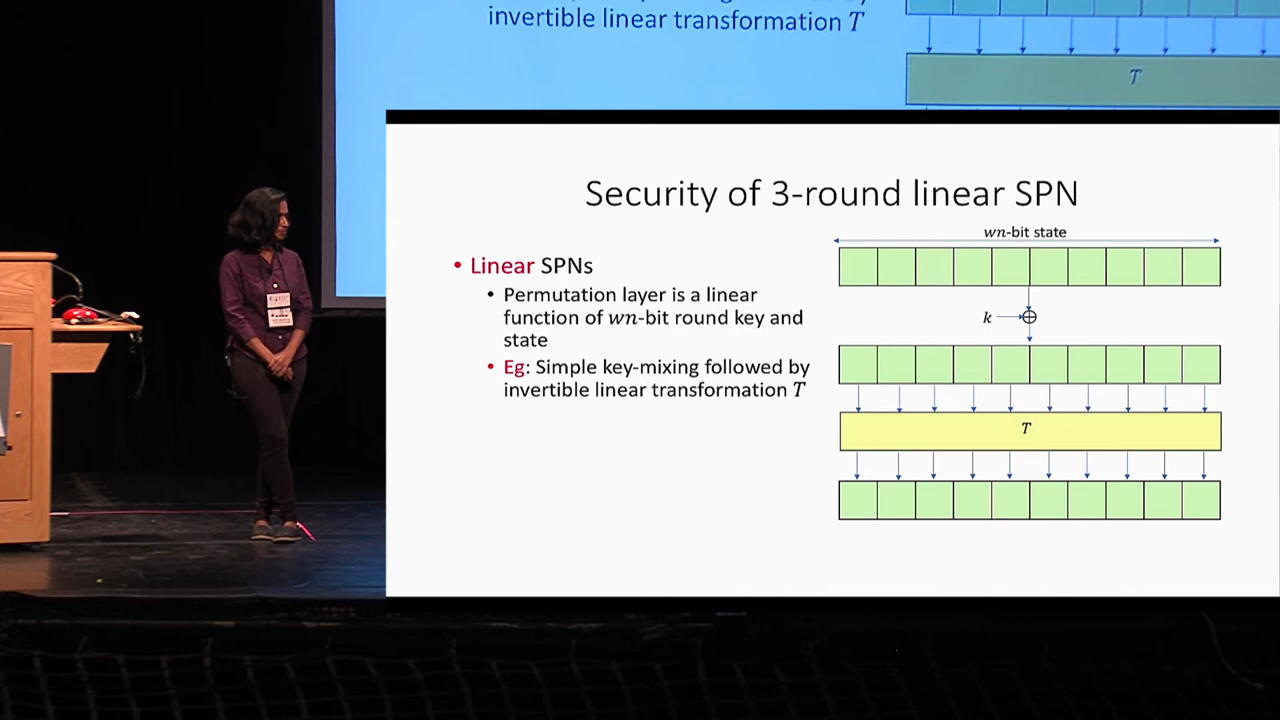 invertible linear transformation T
T
Security of 3-round linear SPN
wn-bit state
• Linear SPNs
• Permutation layer is a linear
function of wn-bit round key and
state
• Eg: Simple key-mixing followed by
invertible linear transformation T
k
T